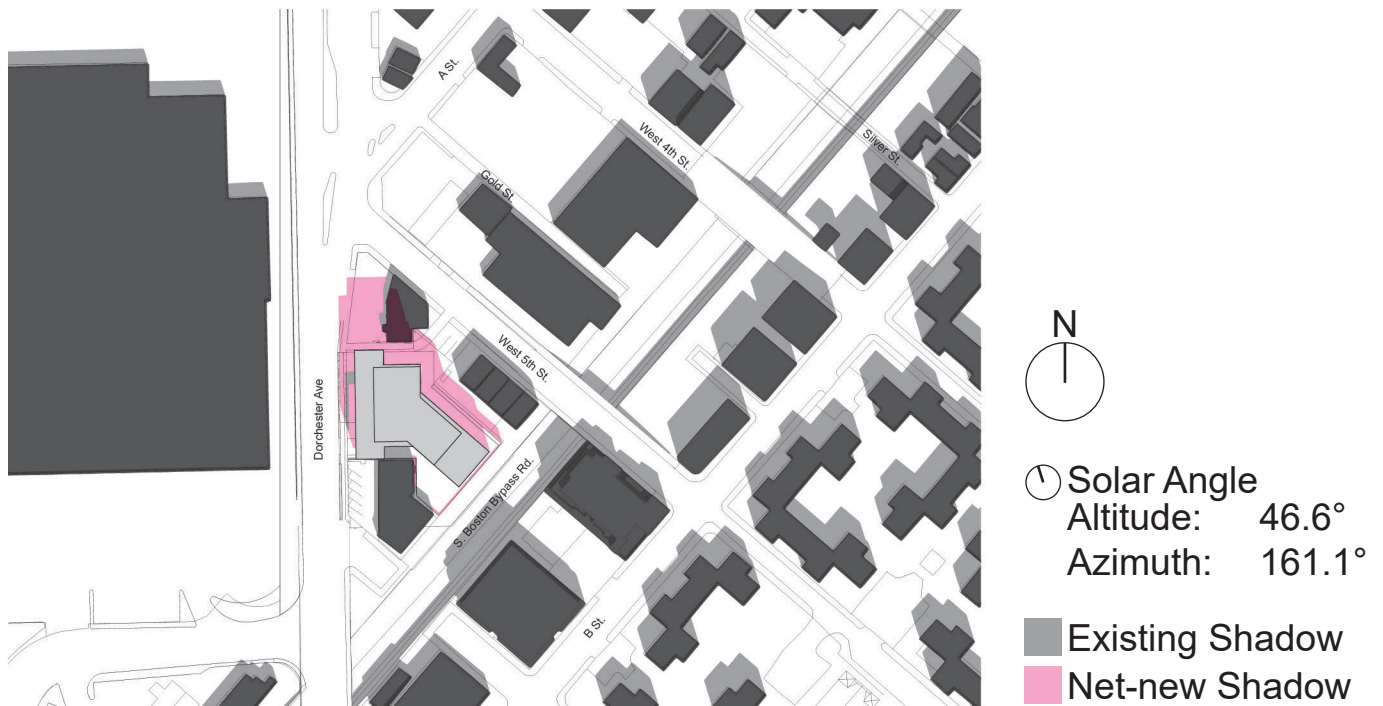 A St.
West 4th St.
Silver St.
Gold St.
West 5th St.
Dorchester Ave
S. Boston Bypass Rd.
B St.
N
Solar Angle
Altitude: 46.6°
Azimuth: 161.1°
Existing Shadow
Net-new Shadow